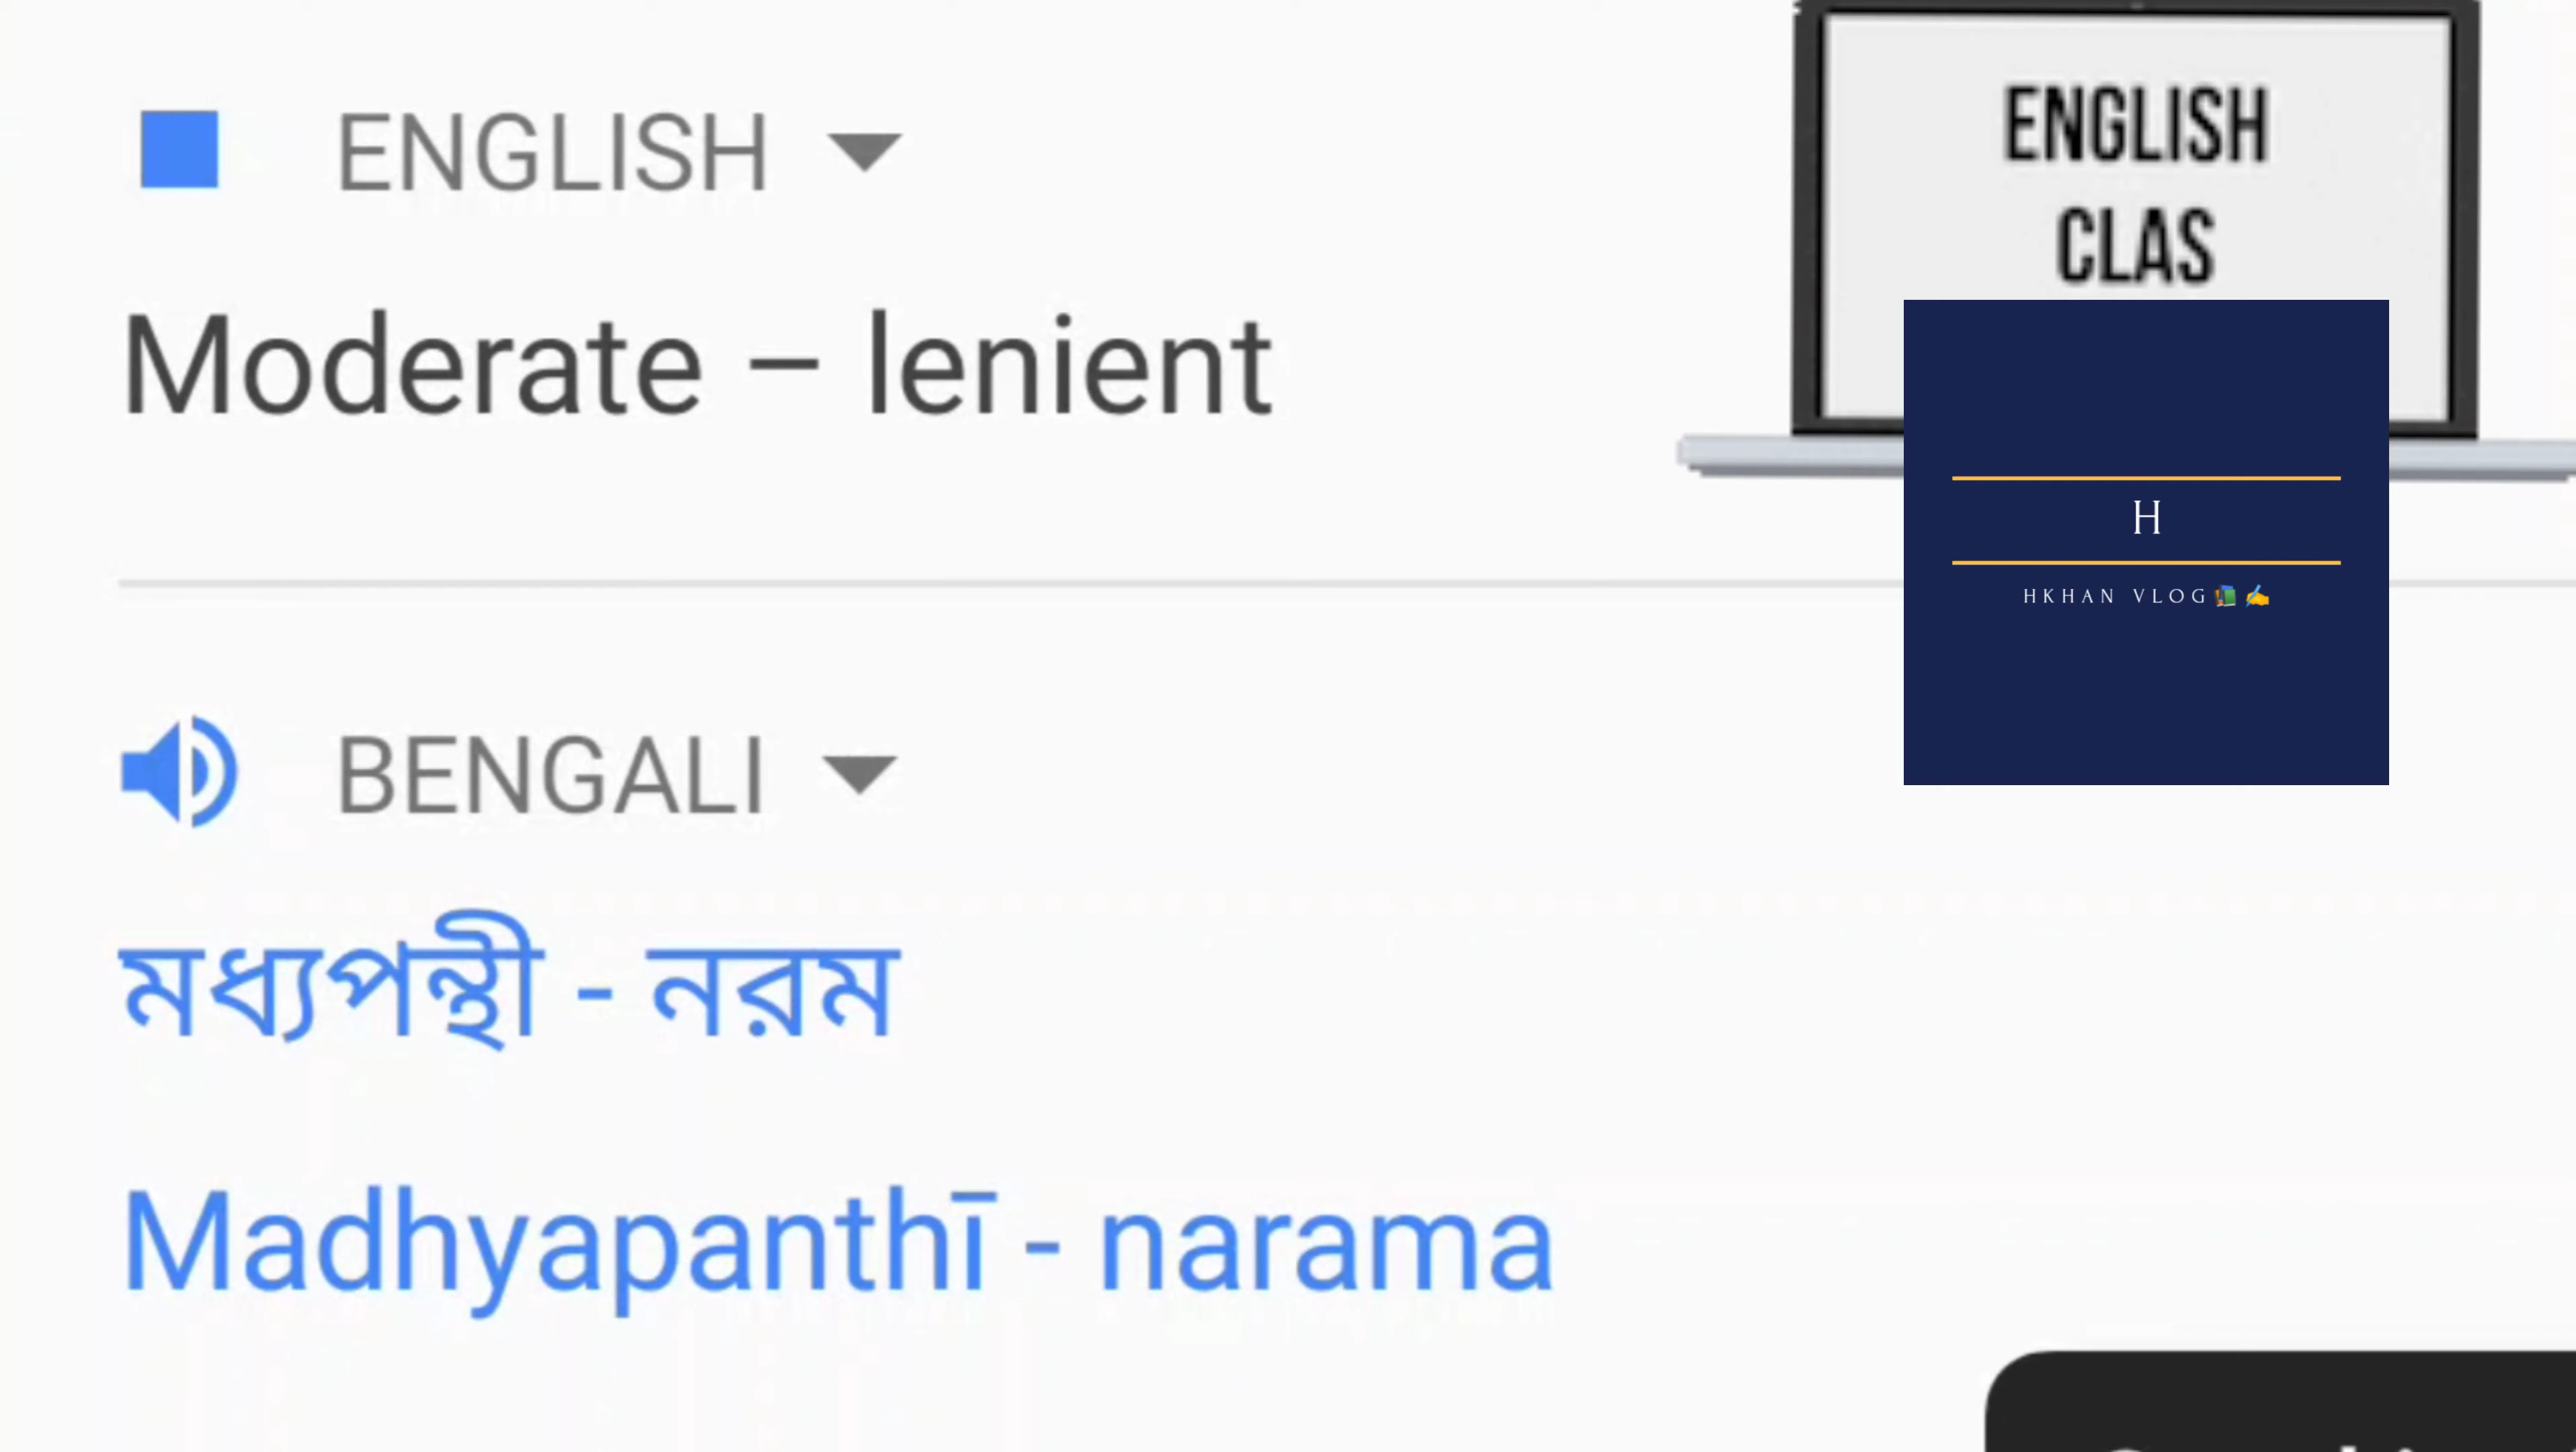 ENGLISH
Moderate – lenient
ENGLISH
CLAS
H
HKHAN VLOG📚✍️
BENGALI
মধ্যপন্থী - নরম
Madhyapanthī - narama